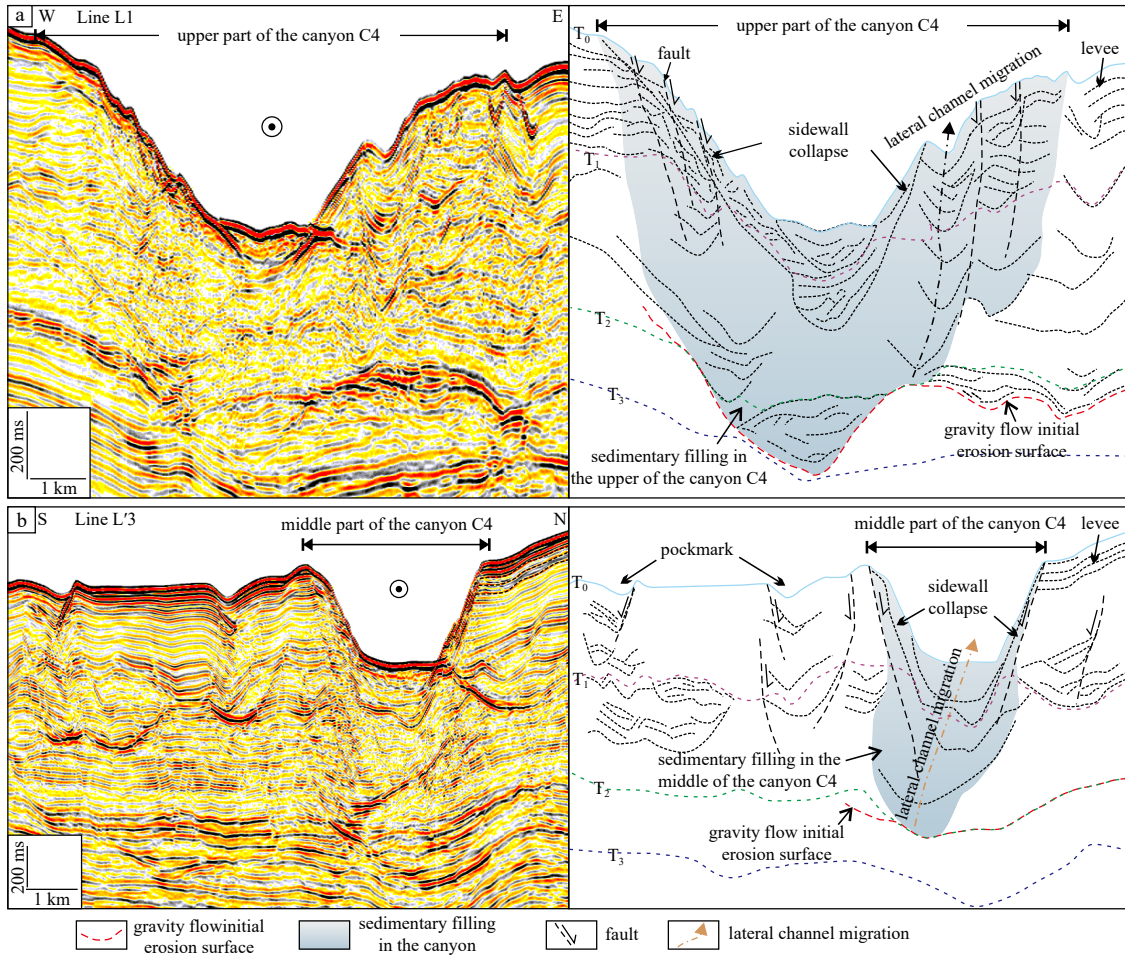 a W Line L1 E
upper part of the canyon C4
200 ms
1 km
T0
upper part of the canyon C4
fault
levee
lateral channel migration
sidewall
collapse
T1
T2
T3
sedimentary filling in
the upper of the canyon C4
gravity flow initial
erosion surface
b S Line L′3 N
middle part of the canyon C4
200 ms
1 km
middle part of the canyon C4
pockmark
levee
T0
sidewall
collapse
T1
lateral channel migration
sedimentary filling in the
middle of the canyon C4
T2
gravity flow initial
erosion surface
T3
gravity flowinitial
erosion surface
sedimentary filling
in the canyon
fault
lateral channel migration